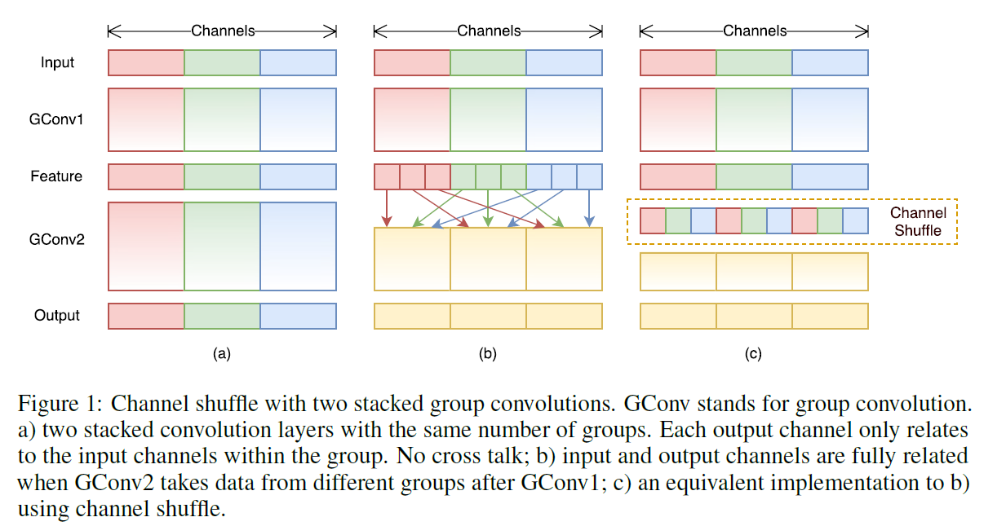 Channels Channels Channels
Input
GConv1
Feature
Channel
Shuffle
GConv2
Output
(a) (b) (c)
Figure 1: Channel shuffle with two stacked group convolutions. GConv stands for group convolution.
a) two stacked convolution layers with the same number of groups. Each output channel only relates
to the input channels within the group. No cross talk; b) input and output channels are fully related
when GConv2 takes data from different groups after GConv1; c) an equivalent implementation to b)
using channel shuffle.